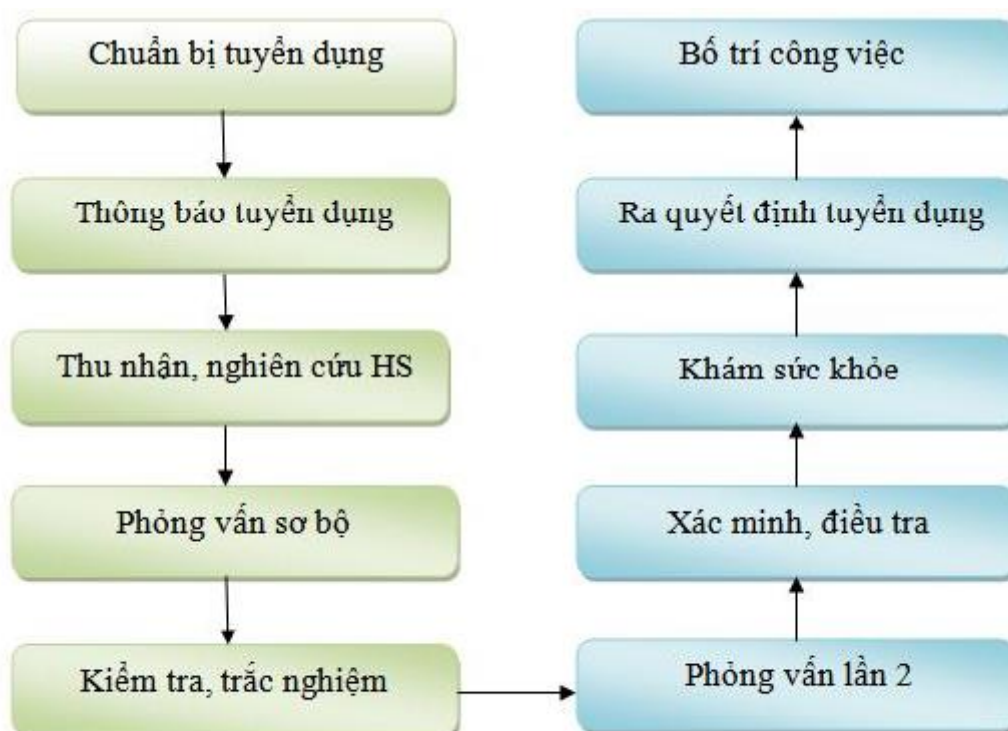 Chuẩn bị tuyển dụng
Thông báo tuyển dụng
Thu nhận, nghiên cứu HS
Phỏng vấn sơ bộ
Kiểm tra, trắc nghiệm
Phỏng vấn lần 2
Xác minh, điều tra
Khám sức khỏe
Ra quyết định tuyển dụng
Bố trí công việc